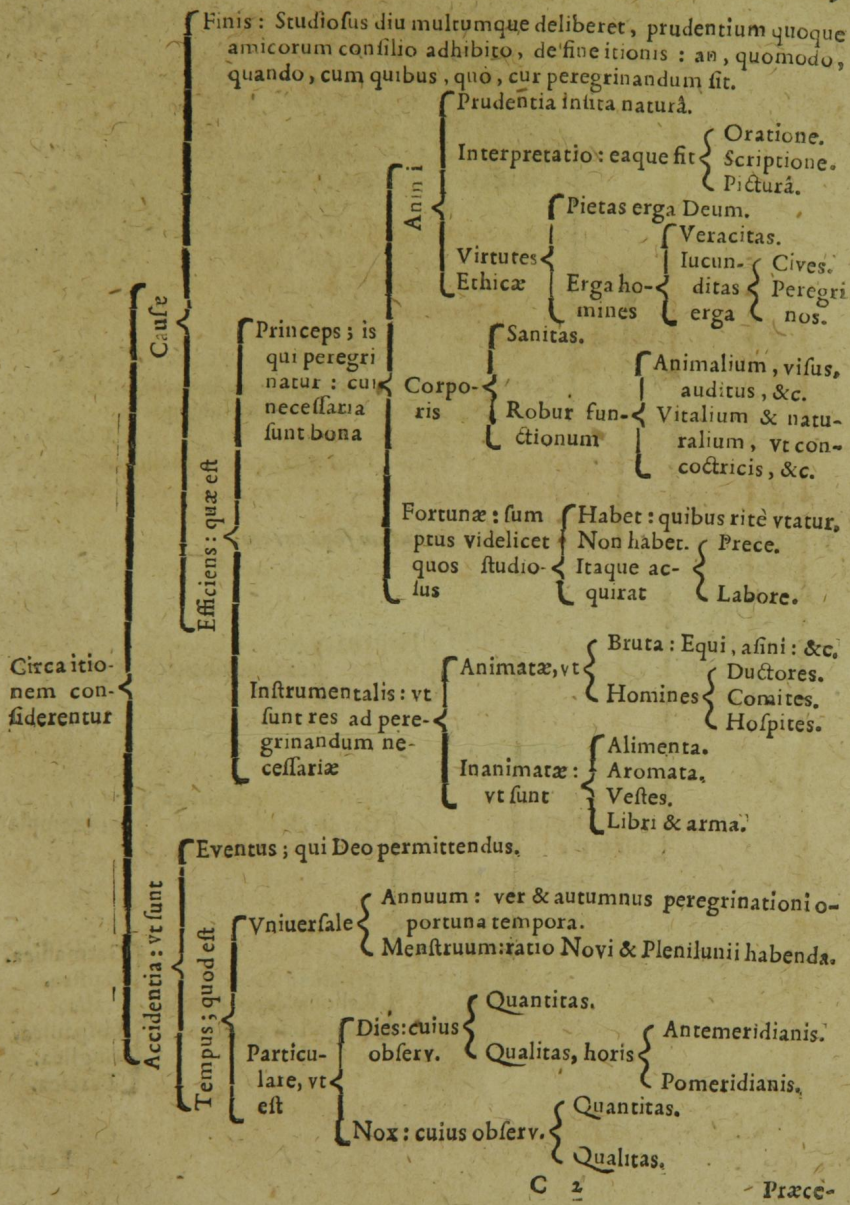 Finis : Studiosus diu multumque deliberet, prudentium quoque
amicorum consilio adhibito, de fine itionis : an, quomodo,
quando, cum quibus, quò, cur peregrinandum sit.
Prudentia insita naturâ.
Interpretatio : eaque fit
Oratione.
Scriptione.
Picturâ.
Animi
Pietas erga Deum.
Virtutes
Ethicæ
Veracitas.
Erga ho-
mines
Iucun-
ditas
erga
Cives.
Peregri
nos.
Causæ
Princeps ; is
qui peregri
natur : cui
necessaria
sunt bona
Sanitas.
Corpo-
ris
Robur fun-
ctionum
Animalium, visus,
auditus, &c.
Vitalium & natu-
ralium, vt con-
coctricis, &c.
Efficiens : quæ est
Fortunæ : sum
ptus videlicet
quos studio-
sus
Habet : quibus ritè vtatur.
Non habet.
Itaque ac-
quirat
Prece.
Labore.
Circa itio-
nem con-
siderentur
Instrumentalis : vt
sunt res ad pere-
grinandum ne-
cessariæ
Animatæ, vt
Bruta : Equi, asini : &c.
Homines
Ductores.
Comites.
Hospites.
Inanimatæ :
vt sunt
Alimenta.
Aromata.
Vestes.
Libri & arma.
Accidentia : vt sunt
Eventus ; qui Deo permittendus.
Tempus ; quod est
Vniuersale
Annuum : ver & autumnus peregrinationi o-
portuna tempora.
Menstruum: ratio Novi & Plenilunii habenda.
Particu-
lare, vt
est
Dies: cuius
observ.
Quantitas.
Qualitas, horis
Antemeridianis.
Pomeridianis.
Nox : cuius observ.
Quantitas.
Qualitas.
C 2
Præce-